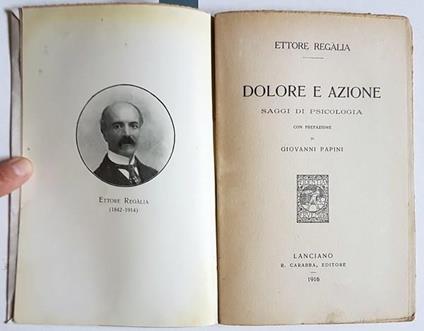 ETTORE REGÀLIA
(1842-1914)
ETTORE REGÀLIA
DOLORE E AZIONE
SAGGI DI PSICOLOGIA
CON PREFAZIONE
DI
GIOVANNI PAPINI
LANCIANO
R. CARABBA, EDITORE
1916